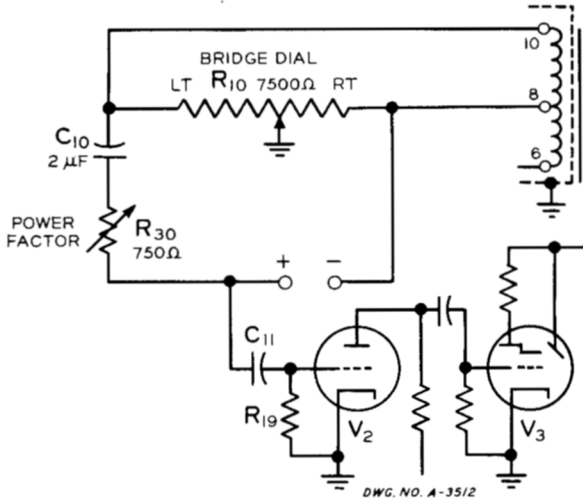 10
BRIDGE DIAL
LT R10 7500Ω RT
8
C10
2 μF
6
POWER
FACTOR
R30
750Ω
+ −
C11
R19
V2
V3
DWG. NO. A-3512